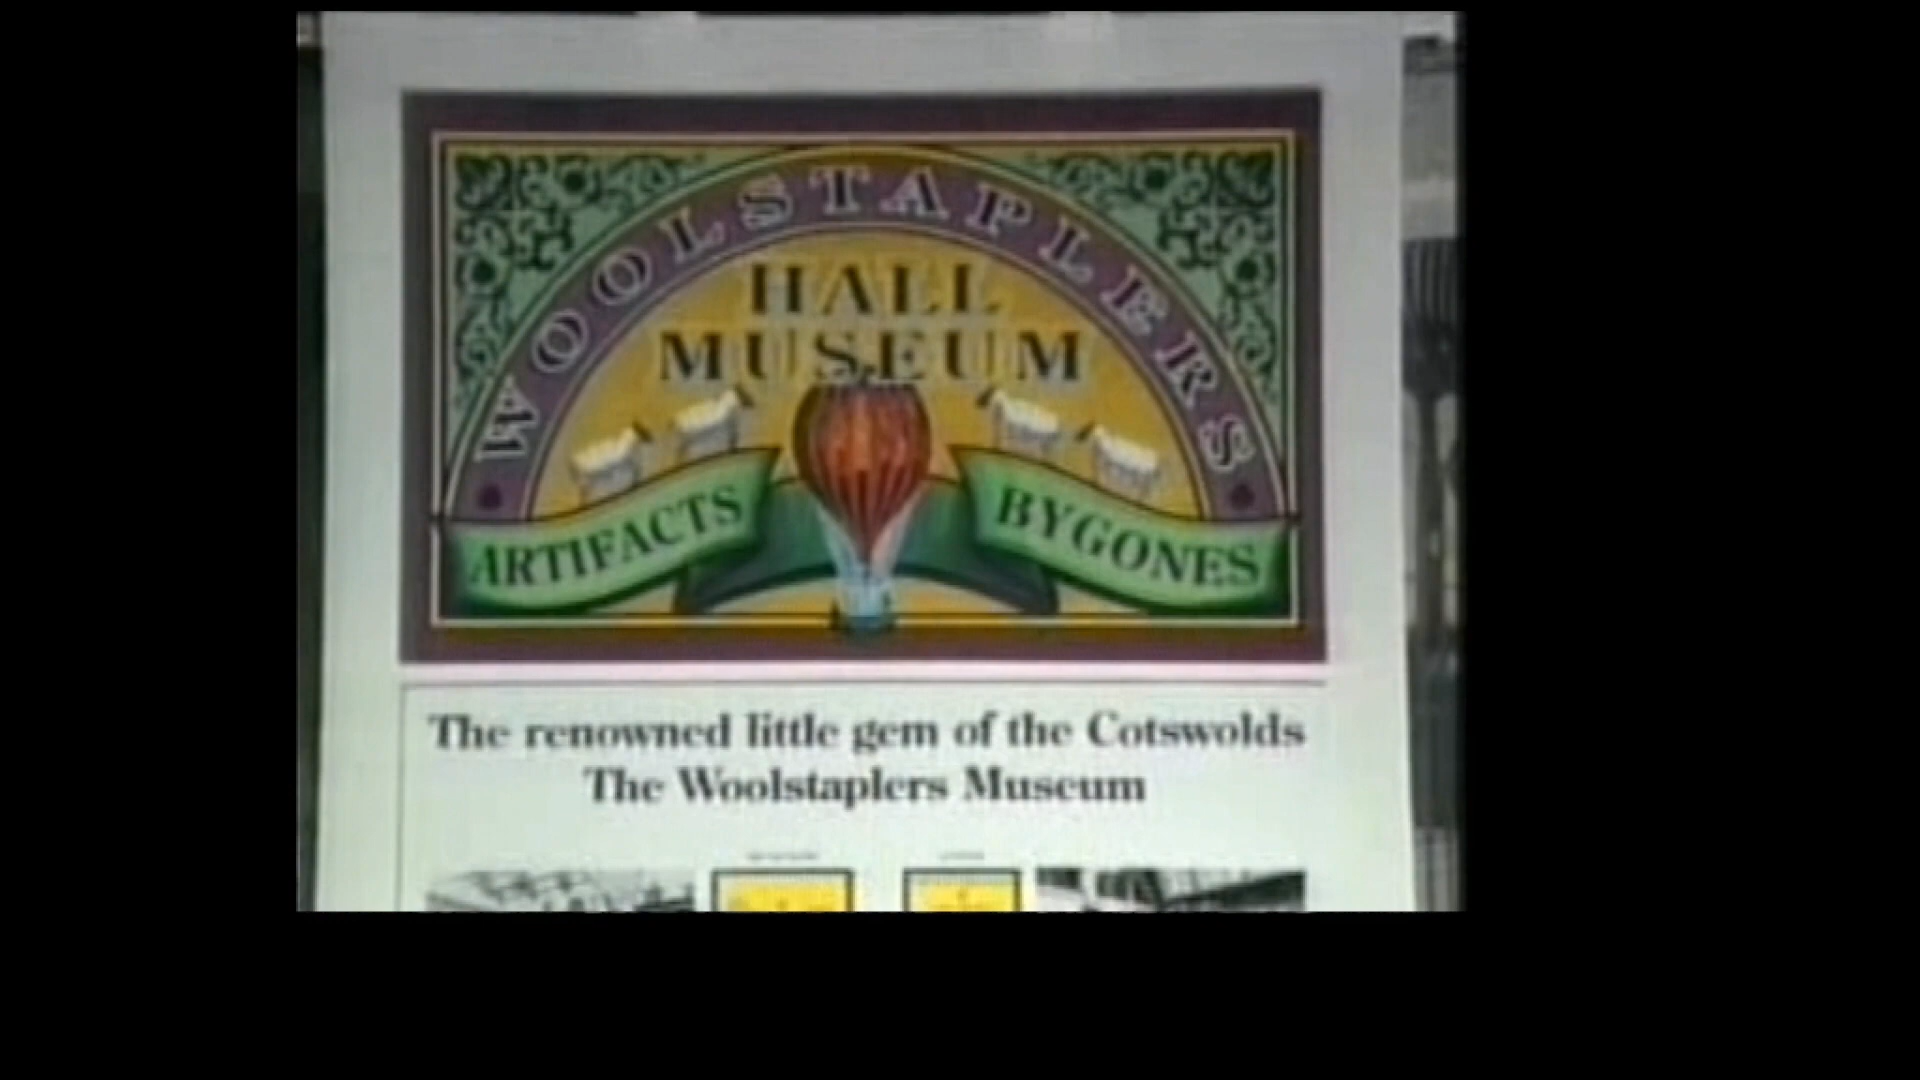 WOOLSTAPLERS
HALL
MUSEUM
ARTIFACTS
BYGONES
The renowned little gem of the Cotswolds
The Woolstaplers Museum